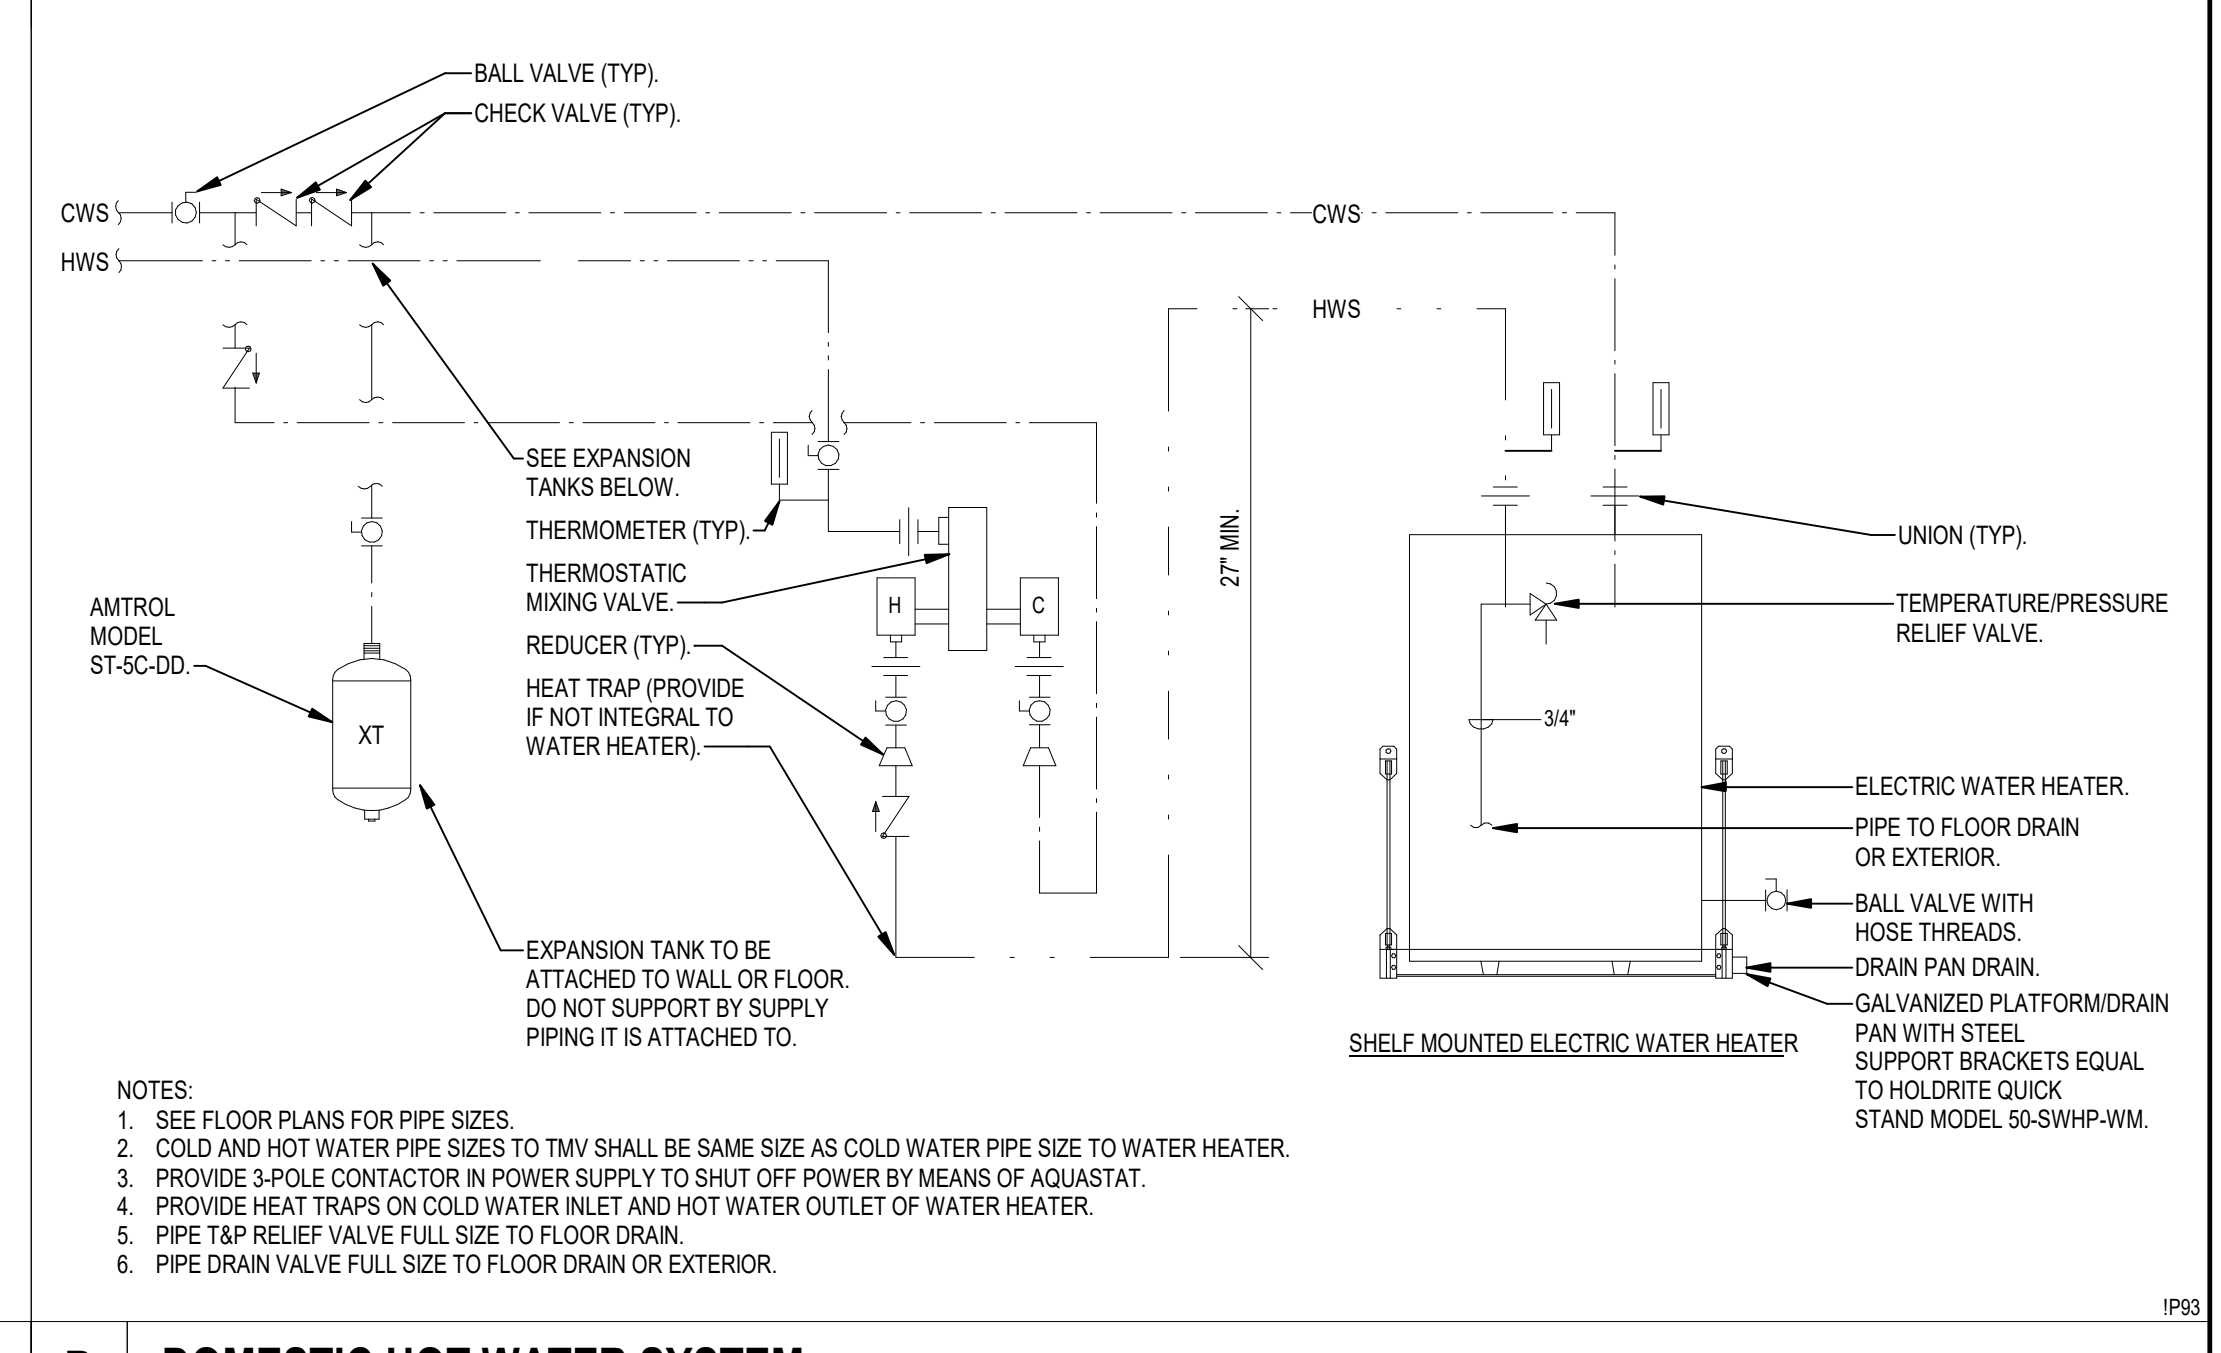 BALL VALVE (TYP).
CHECK VALVE (TYP).
CWS
CWS
HWS
HWS
SEE EXPANSION
TANKS BELOW.
THERMOMETER (TYP).
THERMOSTATIC
MIXING VALVE.
REDUCER (TYP).
HEAT TRAP (PROVIDE
IF NOT INTEGRAL TO
WATER HEATER).
H
C
27" MIN.
AMTROL
MODEL
ST-5C-DD.
XT
EXPANSION TANK TO BE
ATTACHED TO WALL OR FLOOR.
DO NOT SUPPORT BY SUPPLY
PIPING IT IS ATTACHED TO.
UNION (TYP).
TEMPERATURE/PRESSURE
RELIEF VALVE.
3/4"
ELECTRIC WATER HEATER.
PIPE TO FLOOR DRAIN
OR EXTERIOR.
BALL VALVE WITH
HOSE THREADS.
DRAIN PAN DRAIN.
GALVANIZED PLATFORM/DRAIN
PAN WITH STEEL
SUPPORT BRACKETS EQUAL
TO HOLDRITE QUICK
STAND MODEL 50-SWHP-WM.
SHELF MOUNTED ELECTRIC WATER HEATER
NOTES:
1. SEE FLOOR PLANS FOR PIPE SIZES.
2. COLD AND HOT WATER PIPE SIZES TO TMV SHALL BE SAME SIZE AS COLD WATER PIPE SIZE TO WATER HEATER.
3. PROVIDE 3-POLE CONTACTOR IN POWER SUPPLY TO SHUT OFF POWER BY MEANS OF AQUASTAT.
4. PROVIDE HEAT TRAPS ON COLD WATER INLET AND HOT WATER OUTLET OF WATER HEATER.
5. PIPE T&P RELIEF VALVE FULL SIZE TO FLOOR DRAIN.
6. PIPE DRAIN VALVE FULL SIZE TO FLOOR DRAIN OR EXTERIOR.
!P93
DOMESTIC HOT WATER SYSTEM